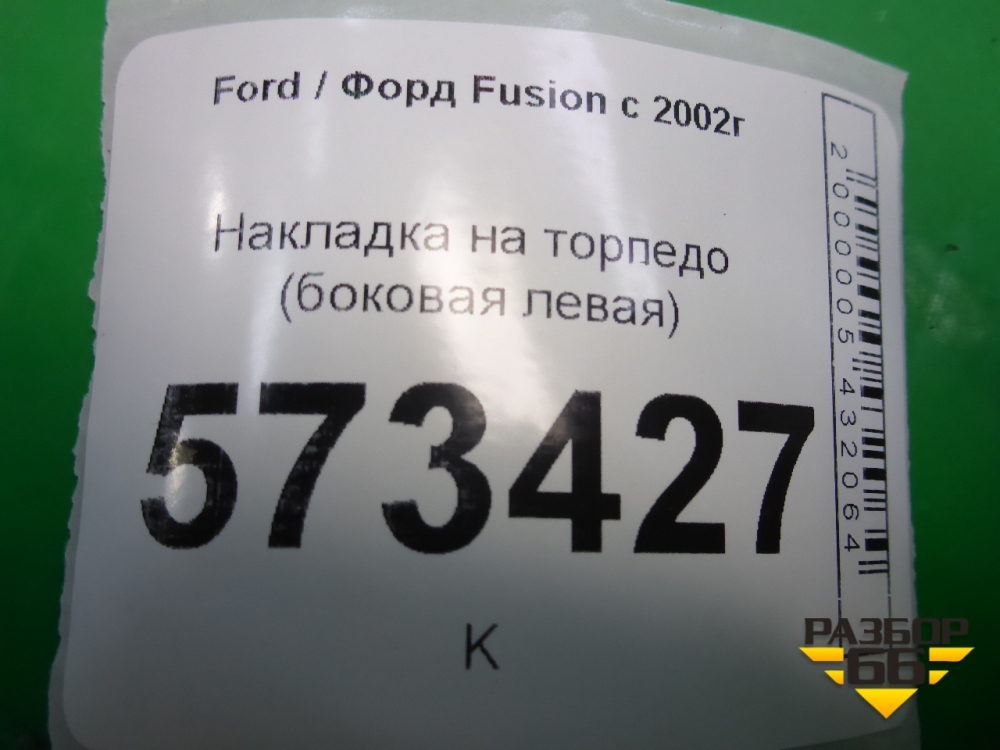 Ford / Форд Fusion с 2002г
Накладка на торпедо
(боковая левая)
573427
К
2000005432064
РАЗБОР
66